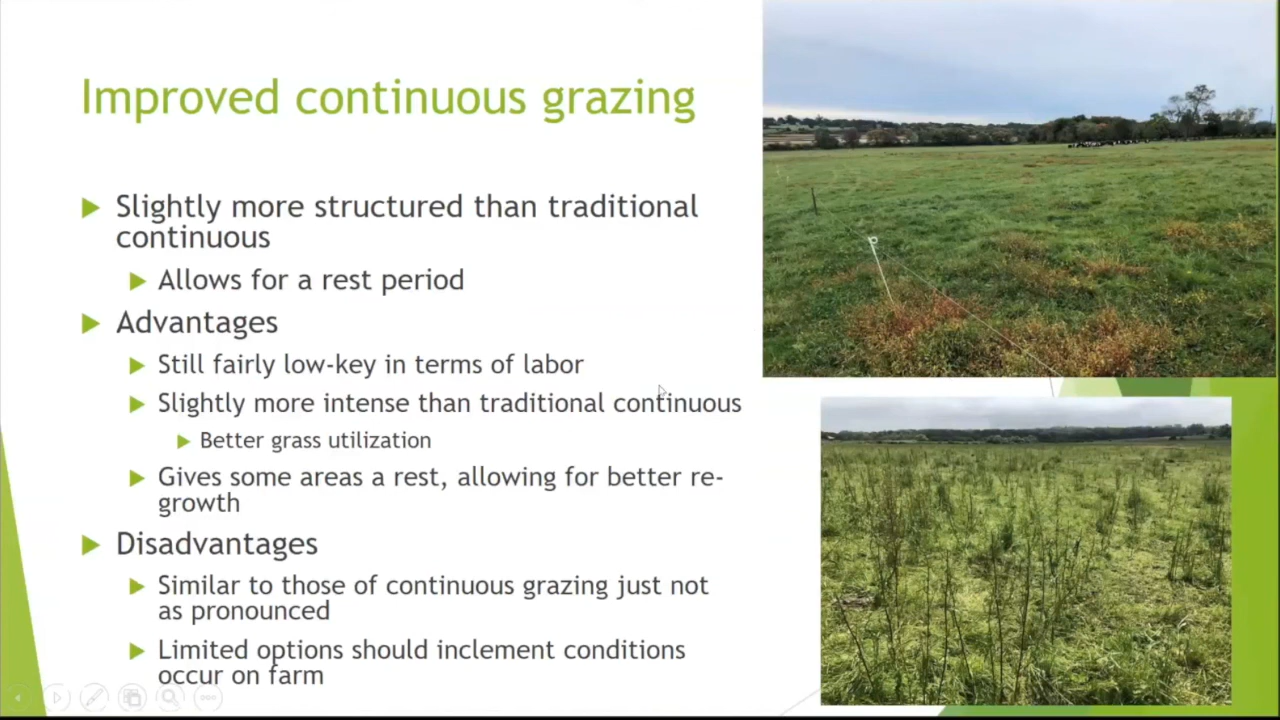 Improved continuous grazing
Slightly more structured than traditional
continuous
Allows for a rest period
Advantages
Still fairly low-key in terms of labor
Slightly more intense than traditional continuous
Better grass utilization
Gives some areas a rest, allowing for better re-
growth
Disadvantages
Similar to those of continuous grazing just not
as pronounced
Limited options should inclement conditions
occur on farm